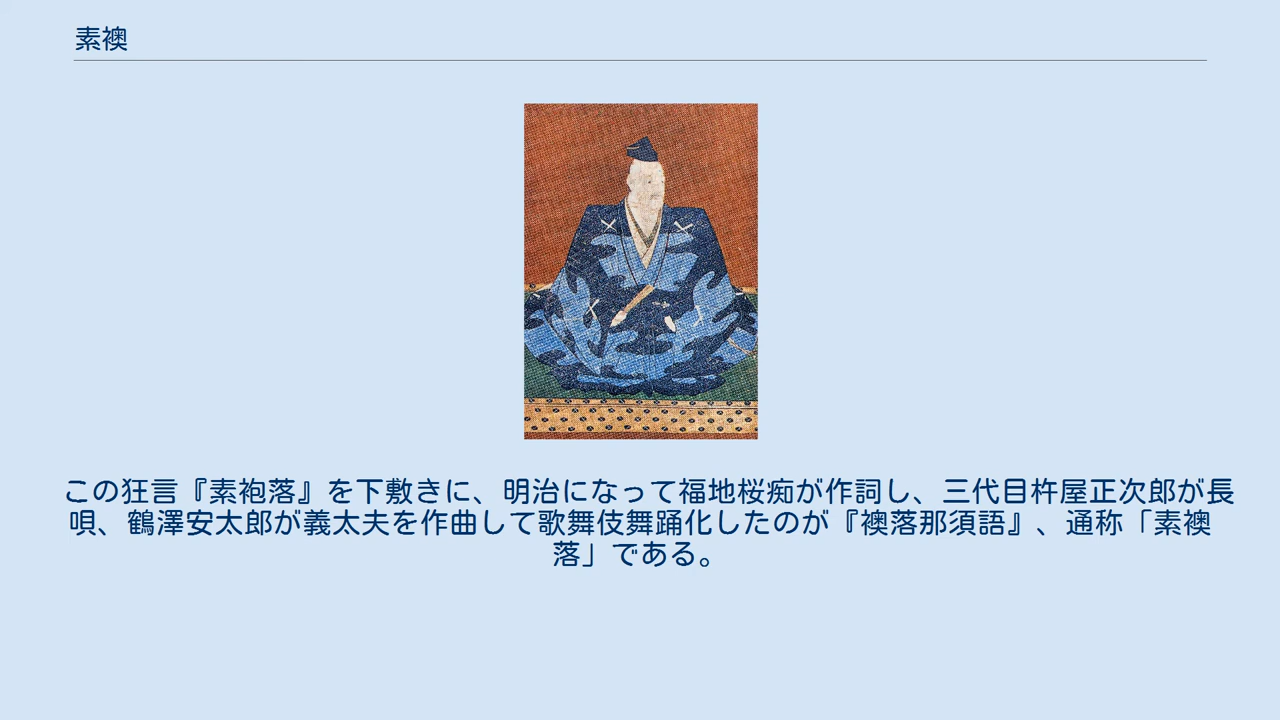 素襖
この狂言『素袍落』を下敷きに、明治になって福地桜痴が作詞し、三代目杵屋正次郎が長
唄、鶴澤安太郎が義太夫を作曲して歌舞伎舞踊化したのが『襖落那須語』、通称「素襖
落」である。